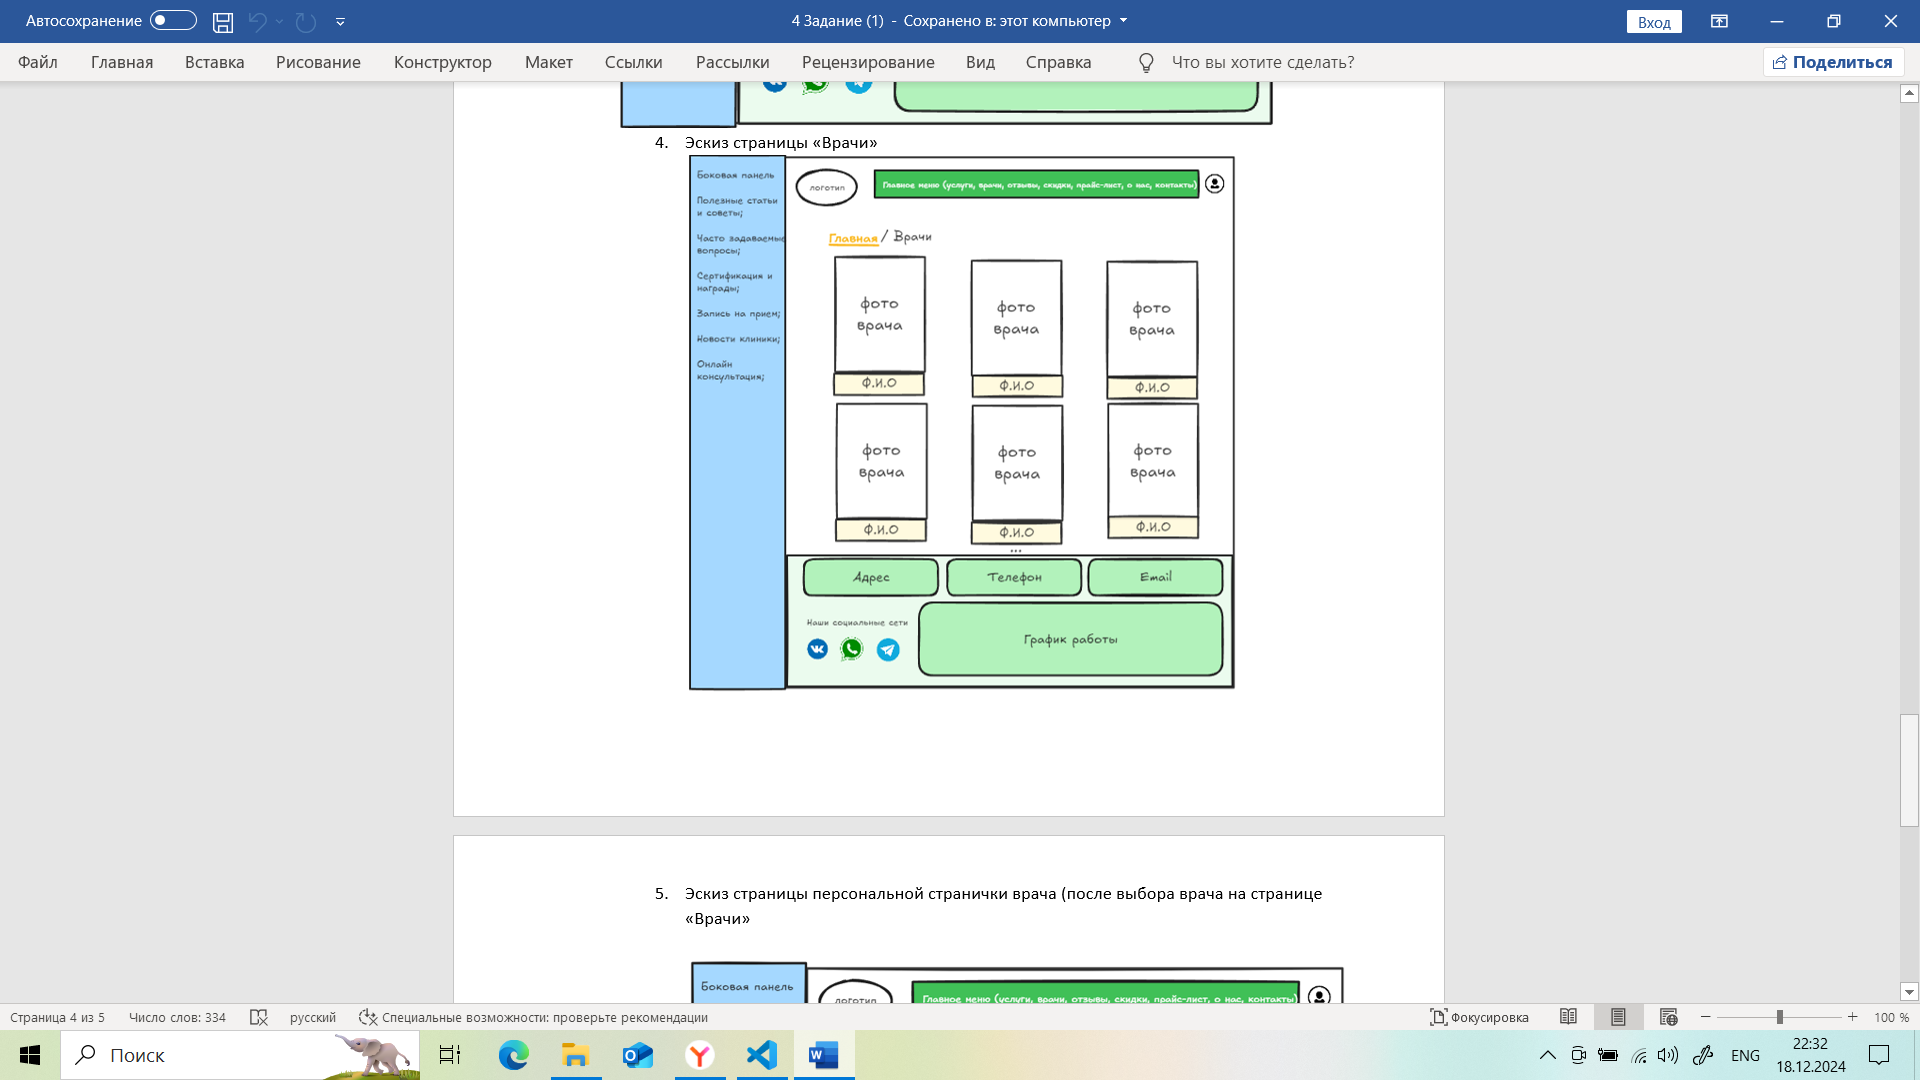 Автосохранение
4 Задание (1) - Сохранено в: этот компьютер
Вход
Файл Главная Вставка Рисование Конструктор Макет Ссылки Рассылки Рецензирование Вид Справка Что вы хотите сделать? Поделиться
4. Эскиз страницы «Врачи»
Боковая панель
Полезные статьи
и советы;
Часто задаваемые
вопросы;
Сертификация и
награды;
Запись на прием;
Новости клиники;
Онлайн
консультация;
логотип
Главное меню (услуги, врачи, отзывы, скидки, прайс-лист, о нас, контакты)
Главная / Врачи
фото
врача
фото
врача
фото
врача
Ф.И.О
Ф.И.О
Ф.И.О
фото
врача
фото
врача
фото
врача
Ф.И.О
Ф.И.О
Ф.И.О
...
Адрес
Телефон
Email
Наши социальные сети
График работы
5. Эскиз страницы персональной странички врача (после выбора врача на странице
«Врачи»
Боковая панель
логотип
Главное меню (услуги, врачи, отзывы, скидки, прайс-лист, о нас, контакты)
Страница 4 из 5 Число слов: 334 русский Специальные возможности: проверьте рекомендации Фокусировка 100 %
Поиск
ENG
22:32
18.12.2024